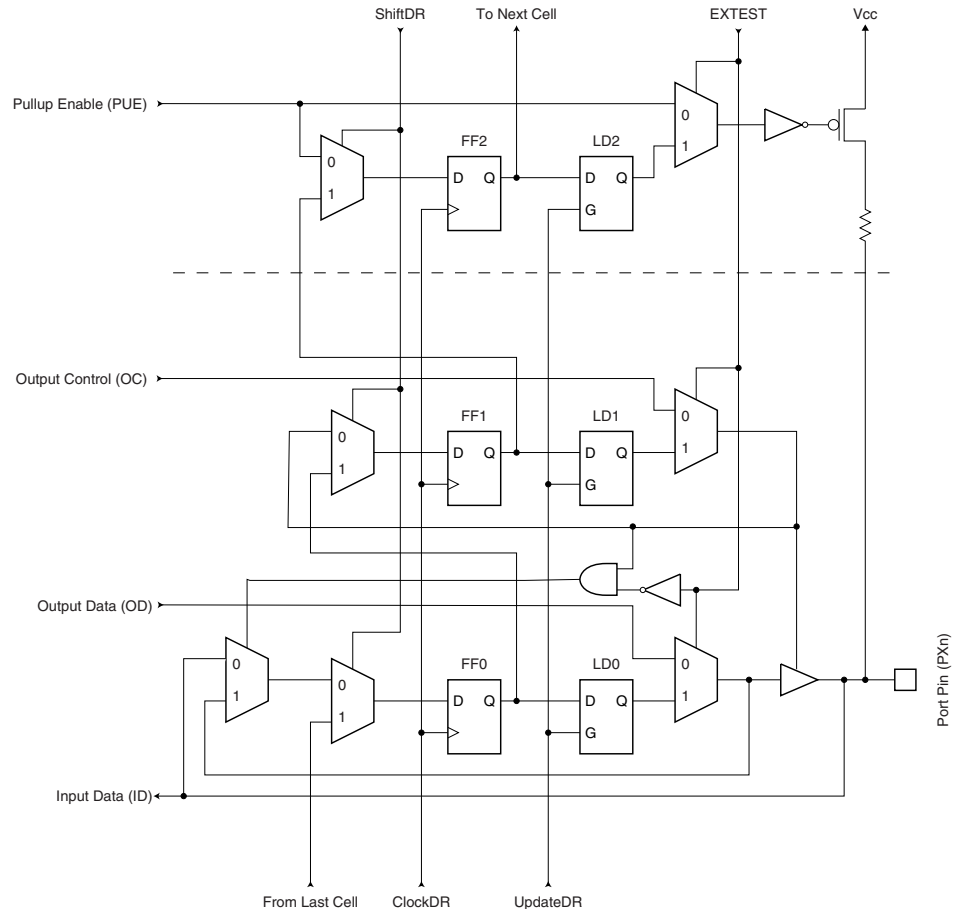 ShiftDR To Next Cell EXTEST Vcc
Pullup Enable (PUE)
0
FF2 LD2
0
1
1
D Q D Q
G
Output Control (OC)
0
FF1 LD1
0
1
1
D Q D Q
G
Output Data (OD)
0
1
0
1
FF0 LD0
0
1
D Q D Q
G
Port Pin (PXn)
Input Data (ID)
From Last Cell ClockDR UpdateDR